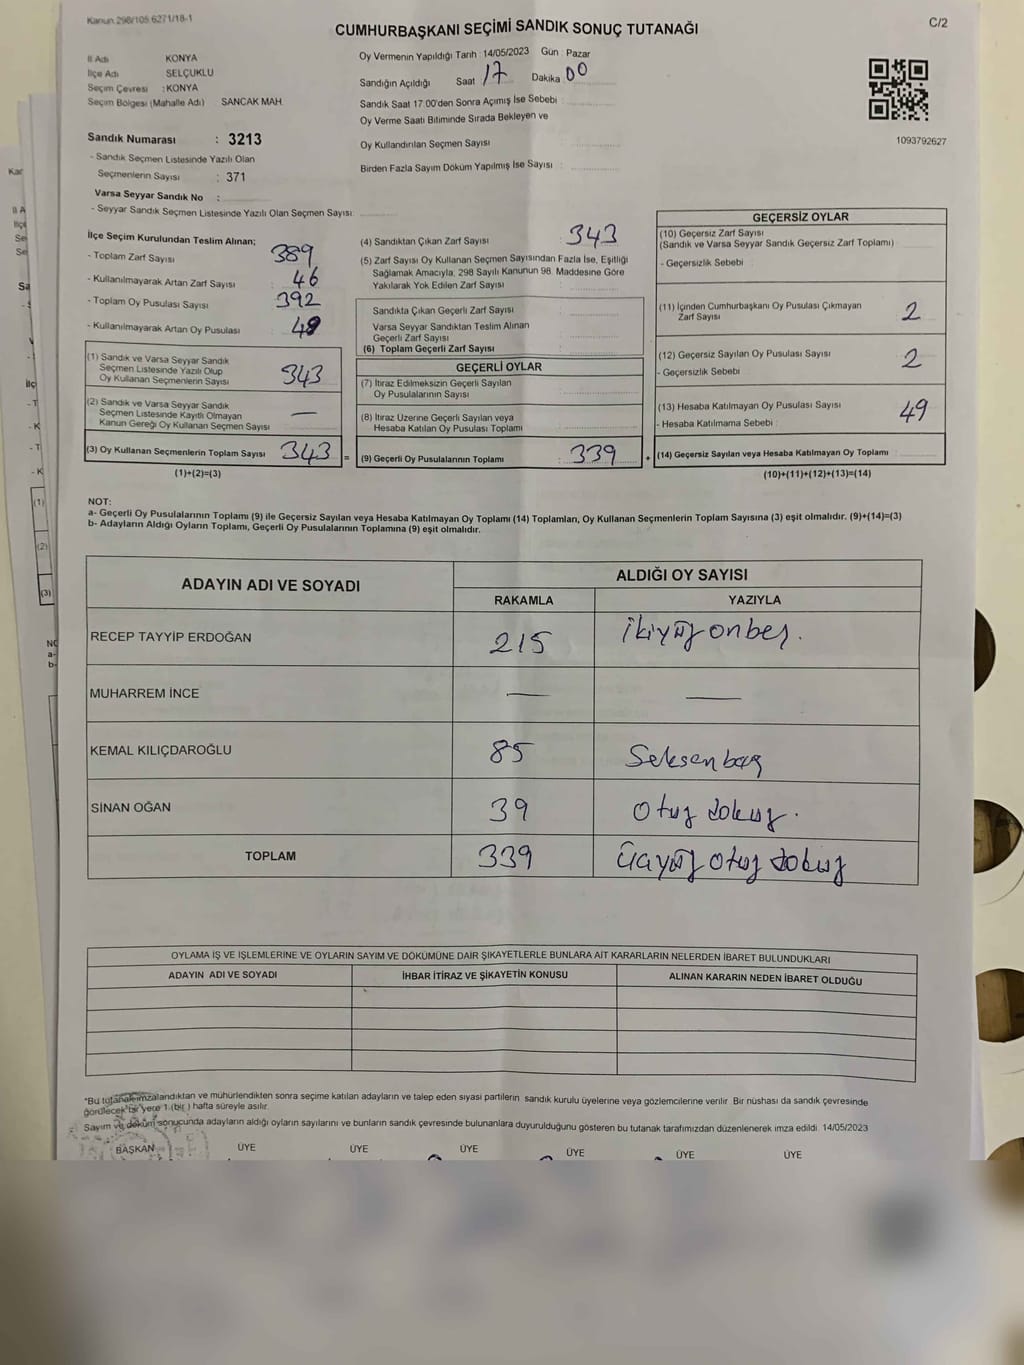 Kanun 298/105 6271/18-1
CUMHURBAŞKANI SEÇİMİ SANDIK SONUÇ TUTANAĞI
C/2
İl Adı KONYA
İlçe Adı SELÇUKLU
Seçim Çevresi : KONYA
Seçim Bölgesi (Mahalle Adı) SANCAK MAH.
Sandık Numarası : 3213
- Sandık Seçmen Listesinde Yazılı Olan
Seçmenlerin Sayısı : 371
Varsa Seyyar Sandık No :
- Seyyar Sandık Seçmen Listesinde Yazılı Olan Seçmen Sayısı:
Oy Vermenin Yapıldığı Tarih : 14/05/2023 Gün : Pazar
Sandığın Açıldığı Saat 17 Dakika 00
Sandık Saat 17.00'den Sonra Açımış İse Sebebi :
Oy Verme Saati Bitiminde Sırada Bekleyen ve
Oy Kullandırılan Seçmen Sayısı
Birden Fazla Sayım Döküm Yapılmış İse Sayısı :
1093792627
İlçe Seçim Kurulundan Teslim Alınan;
- Toplam Zarf Sayısı : 389
- Kullanılmayarak Artan Zarf Sayısı : 46
- Toplam Oy Pusulası Sayısı : 392
- Kullanılmayarak Artan Oy Pusulası : 49
(1) Sandık ve Varsa Seyyar Sandık
Seçmen Listesinde Yazılı Olup
Oy Kullanan Seçmenlerin Sayısı 343
(2) Sandık ve Varsa Seyyar Sandık
Seçmen Listesinde Kayıtlı Olmayan
Kanun Gereği Oy Kullanan Seçmen Sayısı —
(3) Oy Kullanan Seçmenlerin Toplam Sayısı 343 =
(1)+(2)=(3)
(4) Sandıktan Çıkan Zarf Sayısı : 343
(5) Zarf Sayısı Oy Kullanan Seçmen Sayısından Fazla İse, Eşitliği
Sağlamak Amacıyla, 298 Sayılı Kanunun 98. Maddesine Göre
Yakılarak Yok Edilen Zarf Sayısı :
Sandıkta Çıkan Geçerli Zarf Sayısı
Varsa Seyyar Sandıktan Teslim Alınan
Geçerli Zarf Sayısı
(6) Toplam Geçerli Zarf Sayısı
GEÇERLİ OYLAR
(7) İtiraz Edilmeksizin Geçerli Sayılan
Oy Pusulalarının Sayısı
(8) İtiraz Üzerine Geçerli Sayılan veya
Hesaba Katılan Oy Pusulası Toplamı
(9) Geçerli Oy Pusulalarının Toplamı : 339 +
GEÇERSİZ OYLAR
(10) Geçersiz Zarf Sayısı
(Sandık ve Varsa Seyyar Sandık Geçersiz Zarf Toplamı)
- Geçersizlik Sebebi :
(11) İçinden Cumhurbaşkanı Oy Pusulası Çıkmayan
Zarf Sayısı 2
(12) Geçersiz Sayılan Oy Pusulası Sayısı 2
- Geçersizlik Sebebi :
(13) Hesaba Katılmayan Oy Pusulası Sayısı 49
- Hesaba Katılmama Sebebi :
(14) Geçersiz Sayılan veya Hesaba Katılmayan Oy Toplamı :
(10)+(11)+(12)+(13)=(14)
NOT:
a- Geçerli Oy Pusulalarının Toplamı (9) ile Geçersiz Sayılan veya Hesaba Katılmayan Oy Toplamı (14) Toplamları, Oy Kullanan Seçmenlerin Toplam Sayısına (3) eşit olmalıdır. (9)+(14)=(3)
b- Adayların Aldığı Oyların Toplamı, Geçerli Oy Pusulalarının Toplamına (9) eşit olmalıdır.
ADAYIN ADI VE SOYADI
ALDIĞI OY SAYISI
RAKAMLA YAZIYLA
RECEP TAYYİP ERDOĞAN 215 İkiyüz onbeş.
MUHARREM İNCE — —
KEMAL KILIÇDAROĞLU 85 Seksen beş
SİNAN OĞAN 39 Otuz dokuz.
TOPLAM 339 Üçyüz otuz dokuz
OYLAMA İŞ VE İŞLEMLERİNE VE OYLARIN SAYIM VE DÖKÜMÜNE DAİR ŞİKAYETLERLE BUNLARA AİT KARARLARIN NELERDEN İBARET BULUNDUKLARI
ADAYIN ADI VE SOYADI İHBAR İTİRAZ VE ŞİKAYETİN KONUSU ALINAN KARARIN NEDEN İBARET OLDUĞU
*Bu tutanak imzalandıktan ve mühürlendikten sonra seçime katılan adayların ve talep eden siyasi partilerin sandık kurulu üyelerine veya gözlemcilerine verilir. Bir nüshası da sandık çevresinde
görülecek bir yere 1 (bir) hafta süreyle asılır.
Sayım ve döküm sonucunda adayların aldığı oyların sayılarını ve bunların sandık çevresinde bulunanlara duyurulduğunu gösteren bu tutanak tarafımızdan düzenlenerek imza edildi. 14/05/2023
BAŞKAN ÜYE ÜYE ÜYE ÜYE ÜYE ÜYE